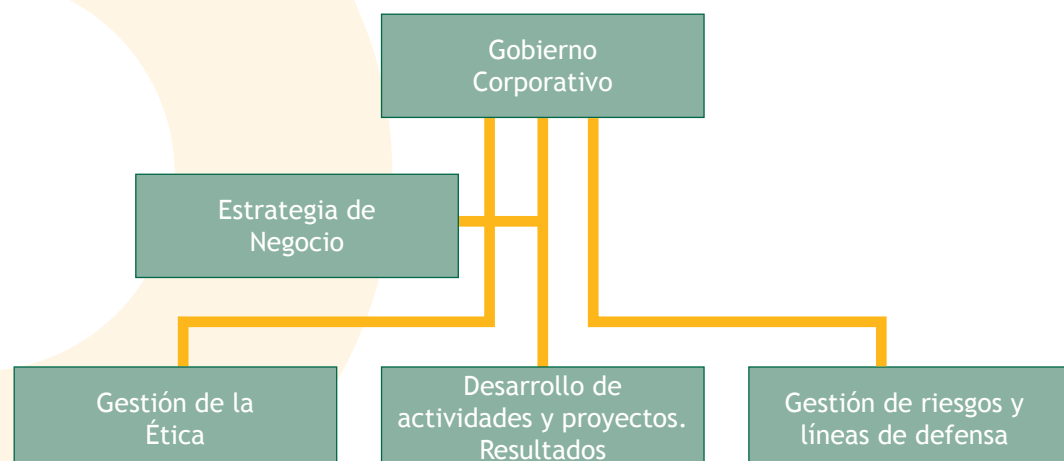 Gobierno
Corporativo
Estrategia de
Negocio
Gestión de la
Ética
Desarrollo de
actividades y proyectos.
Resultados
Gestión de riesgos y
líneas de defensa